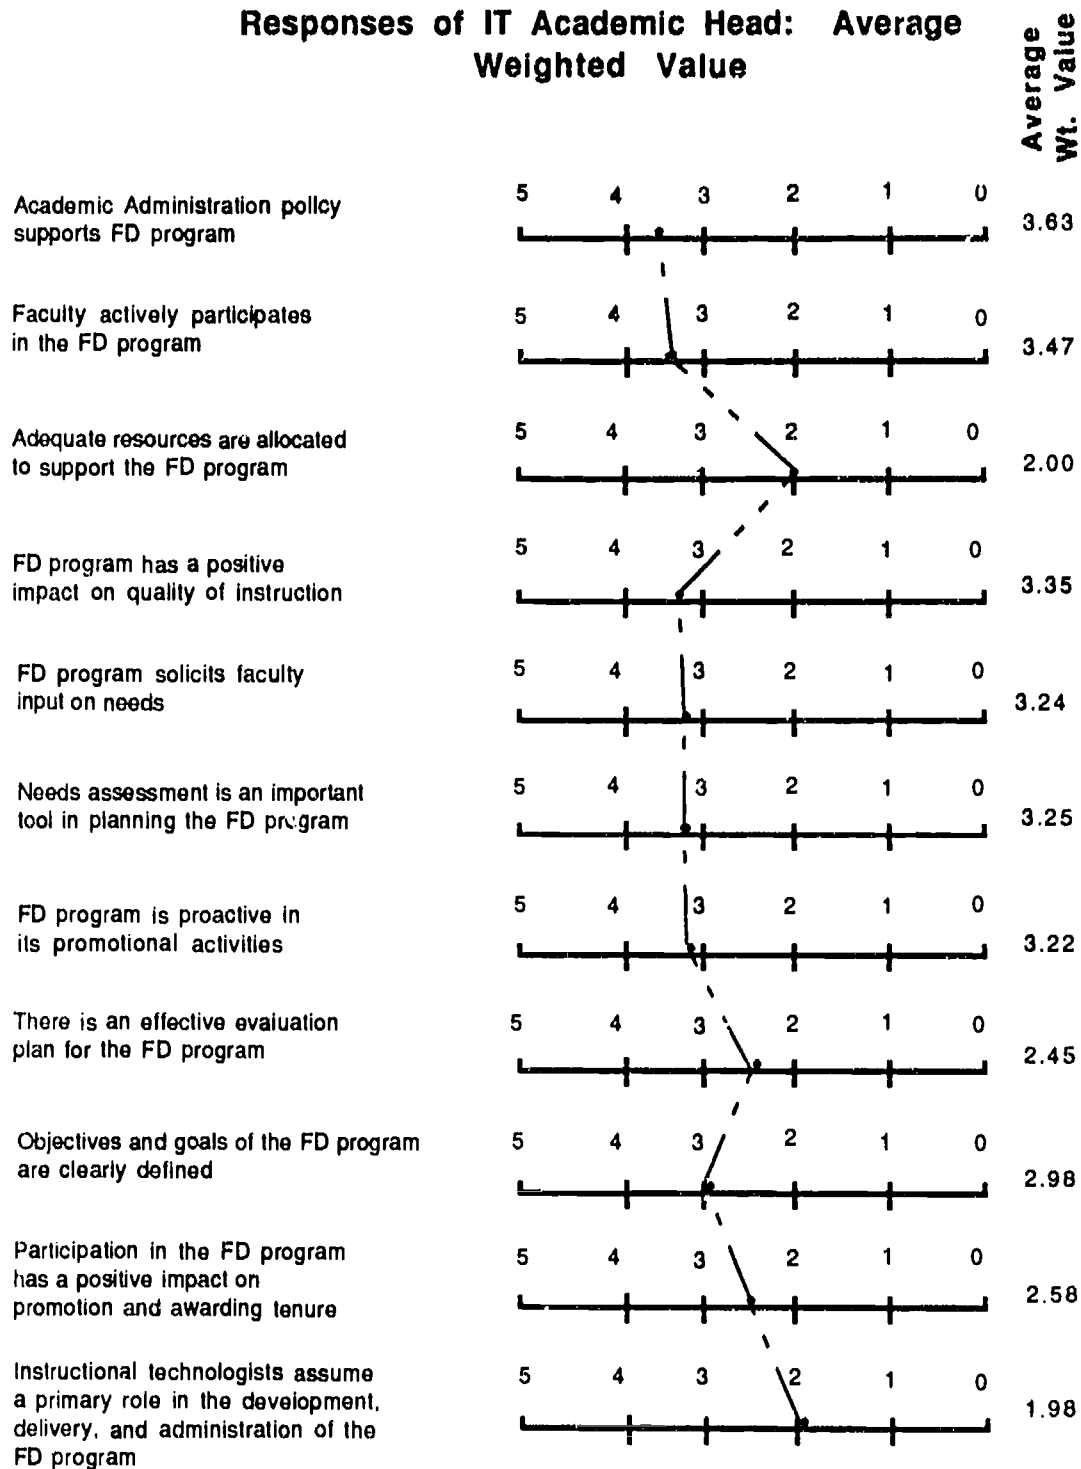 Responses of IT Academic Head: Average
Weighted Value
Average
Wt. Value
Academic Administration policy
supports FD program
5 4 3 2 1 0
3.63
Faculty actively participates
in the FD program
5 4 3 2 1 0
3.47
Adequate resources are allocated
to support the FD program
5 4 3 2 1 0
2.00
FD program has a positive
impact on quality of instruction
5 4 3 2 1 0
3.35
FD program solicits faculty
input on needs
5 4 3 2 1 0
3.24
Needs assessment is an important
tool in planning the FD program
5 4 3 2 1 0
3.25
FD program is proactive in
its promotional activities
5 4 3 2 1 0
3.22
There is an effective evaluation
plan for the FD program
5 4 3 2 1 0
2.45
Objectives and goals of the FD program
are clearly defined
5 4 3 2 1 0
2.98
Participation in the FD program
has a positive impact on
promotion and awarding tenure
5 4 3 2 1 0
2.58
Instructional technologists assume
a primary role in the development,
delivery, and administration of the
FD program
5 4 3 2 1 0
1.98